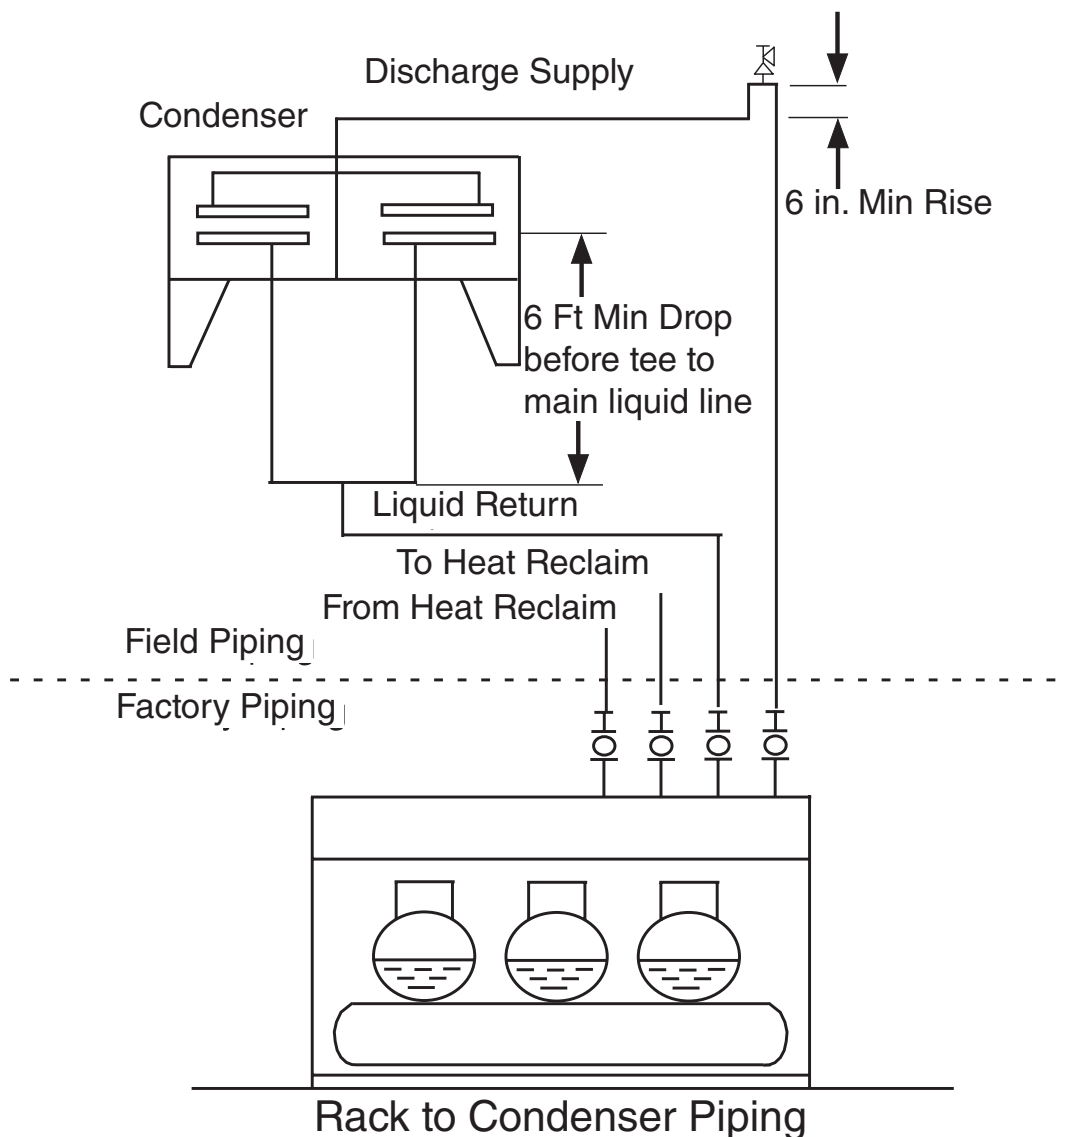 Discharge Supply
Condenser
6 in. Min Rise
6 Ft Min Drop
before tee to
main liquid line
Liquid Return
To Heat Reclaim
From Heat Reclaim
Field Piping
Factory Piping
Rack to Condenser Piping